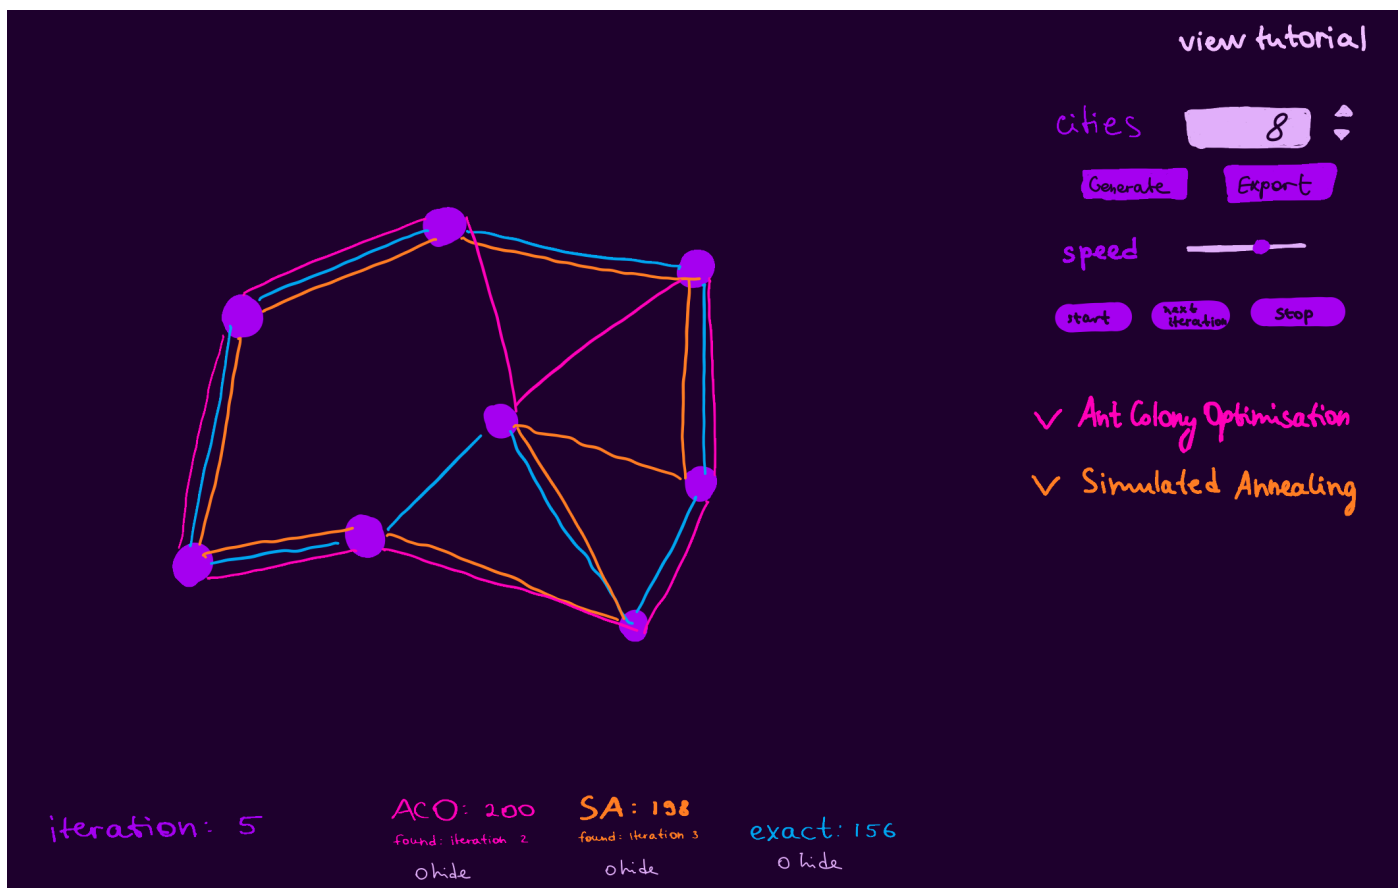 view tutorial
cities 8
Generate Export
speed
start next iteration Stop
✓ Ant Colony Optimisation
✓ Simulated Annealing
iteration: 5
ACO: 200
found: iteration 2
hide
SA: 198
found: iteration 3
hide
exact: 156
hide